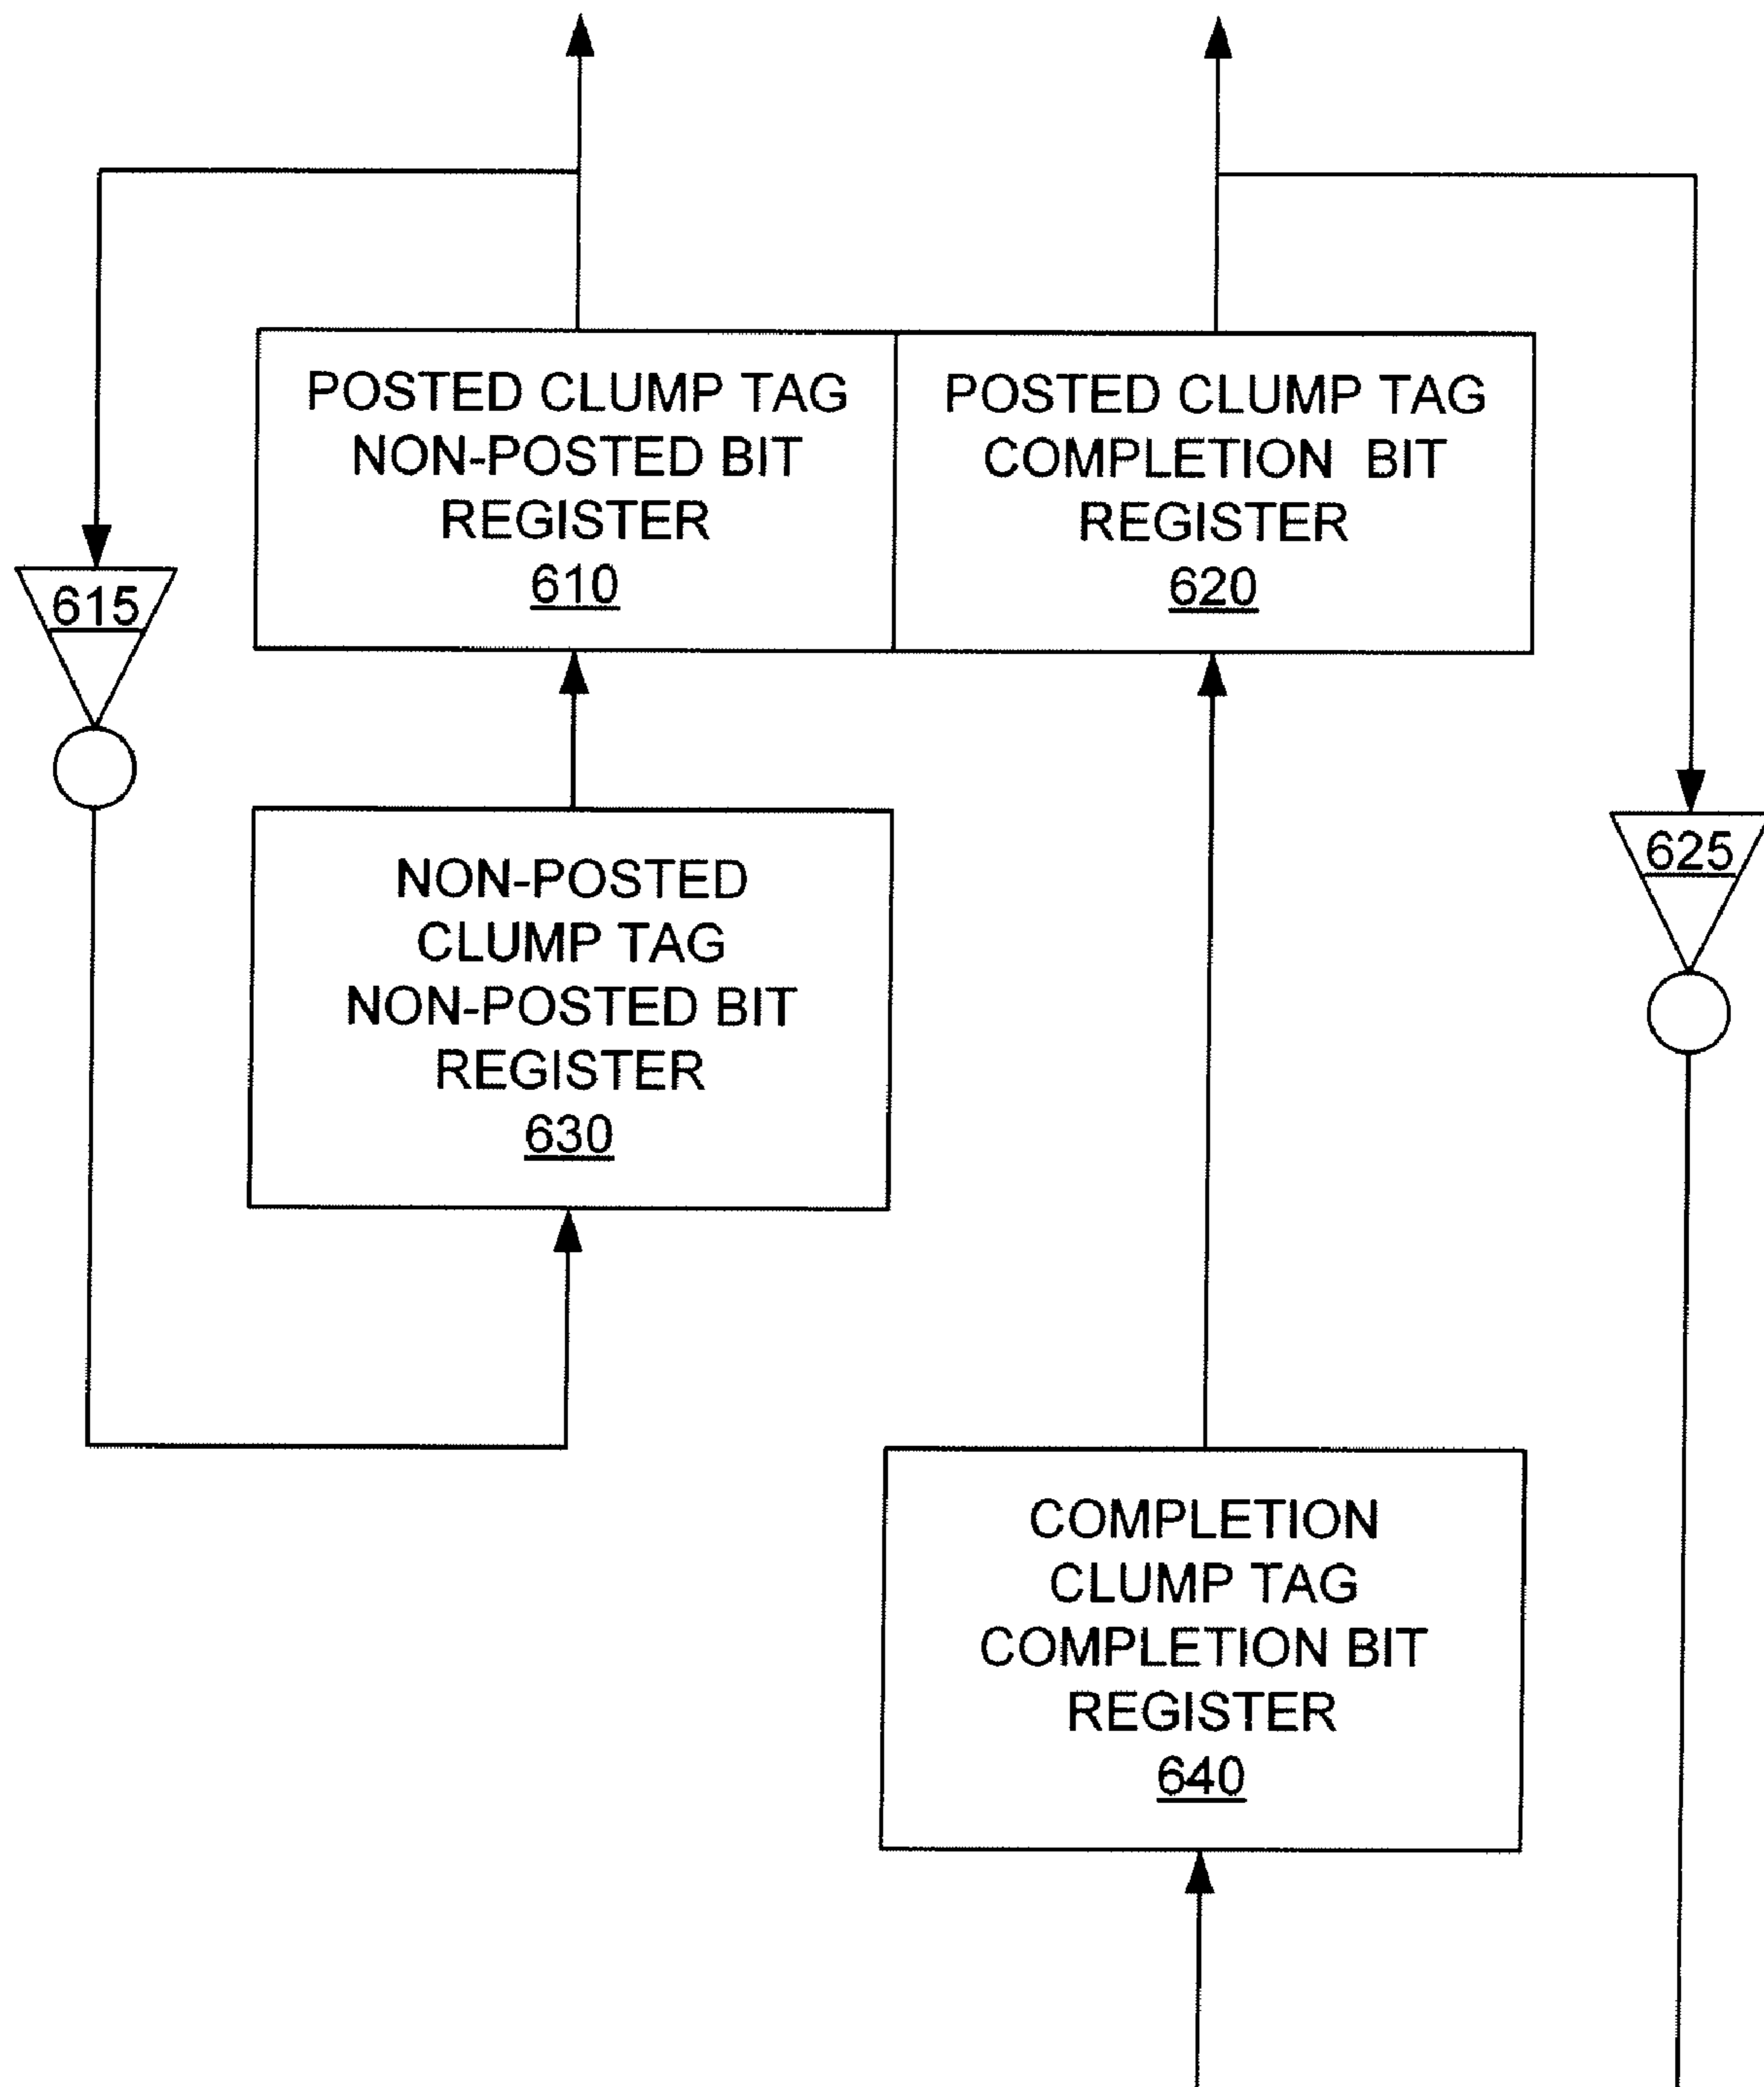 POSTED CLUMP TAG
NON-POSTED BIT
REGISTER
610
POSTED CLUMP TAG
COMPLETION BIT
REGISTER
620
615
NON-POSTED
CLUMP TAG
NON-POSTED BIT
REGISTER
630
625
COMPLETION
CLUMP TAG
COMPLETION BIT
REGISTER
640